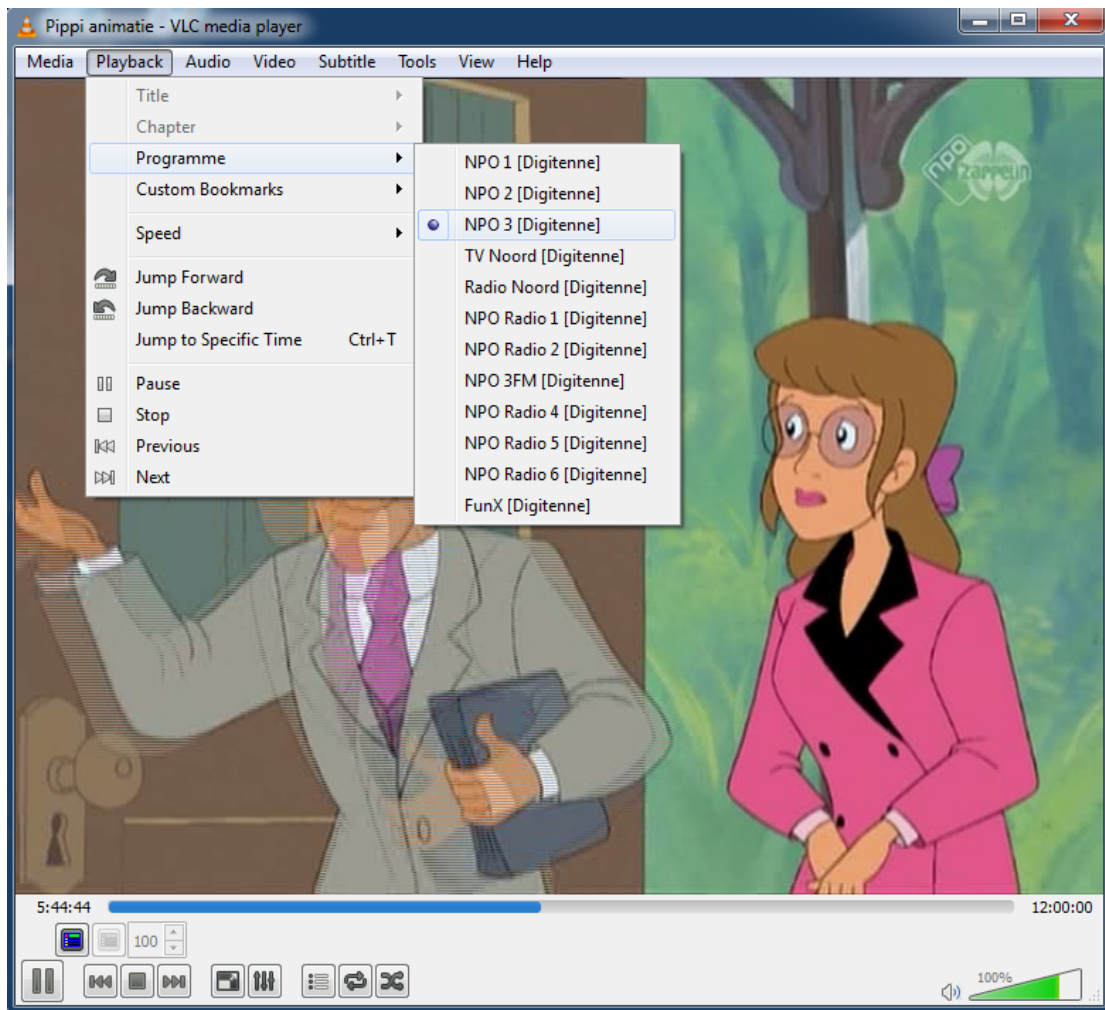 Pippi animatie - VLC media player
Media Playback Audio Video Subtitle Tools View Help
Title
Chapter
Programme
Custom Bookmarks
Speed
Jump Forward
Jump Backward
Jump to Specific Time Ctrl+T
Pause
Stop
Previous
Next
NPO 1 [Digitenne]
NPO 2 [Digitenne]
NPO 3 [Digitenne]
TV Noord [Digitenne]
Radio Noord [Digitenne]
NPO Radio 1 [Digitenne]
NPO Radio 2 [Digitenne]
NPO 3FM [Digitenne]
NPO Radio 4 [Digitenne]
NPO Radio 5 [Digitenne]
NPO Radio 6 [Digitenne]
FunX [Digitenne]
npo zappelin
5:44:44 12:00:00
100
100%